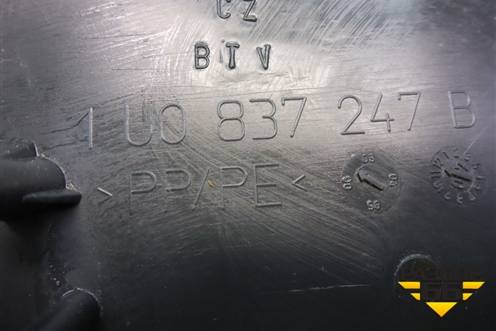 CZ
BTV
1U0 837 247 B
>PP/PE<